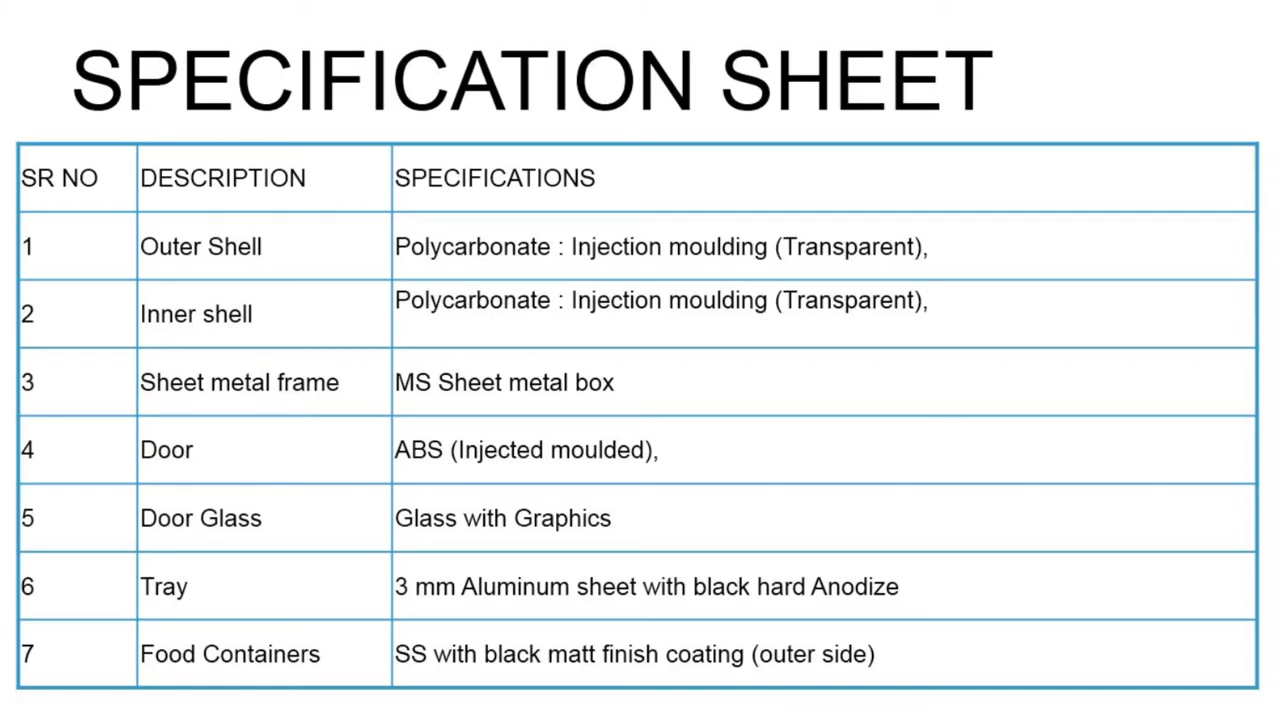 SPECIFICATION SHEET
SR NO DESCRIPTION SPECIFICATIONS
1 Outer Shell Polycarbonate : Injection moulding (Transparent),
2 Inner shell Polycarbonate : Injection moulding (Transparent),
3 Sheet metal frame MS Sheet metal box
4 Door ABS (Injected moulded),
5 Door Glass Glass with Graphics
6 Tray 3 mm Aluminum sheet with black hard Anodize
7 Food Containers SS with black matt finish coating (outer side)